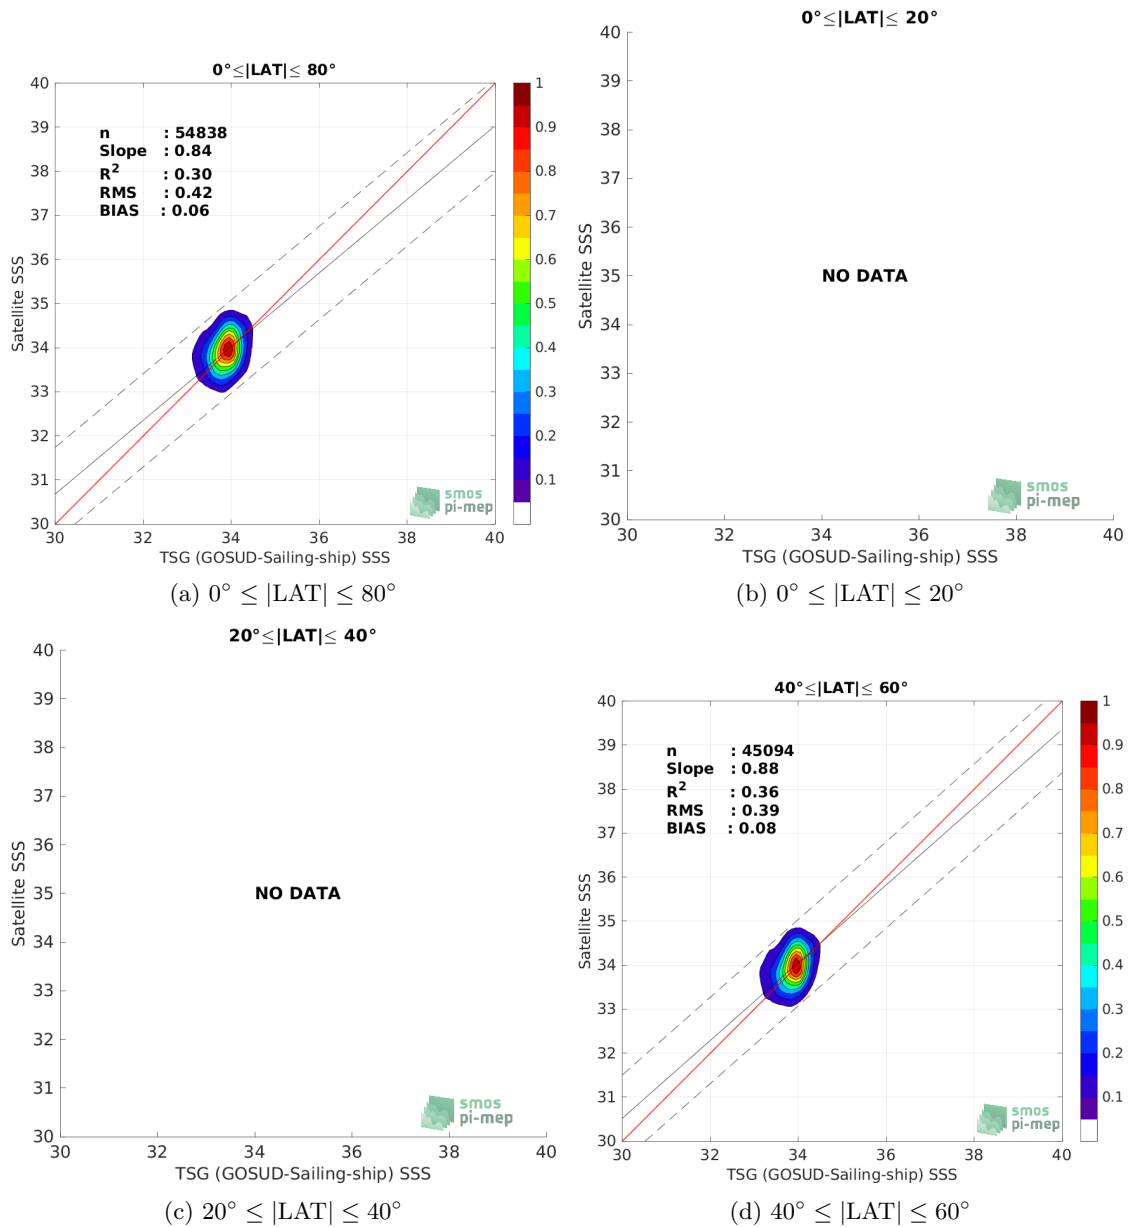 0°≤|LAT|≤ 80°
40
39
38
37
36
35
34
33
32
31
30
Satellite SSS
n : 54838
Slope : 0.84
R² : 0.30
RMS : 0.42
BIAS : 0.06
smos
pi-mep
30 32 34 36 38 40
TSG (GOSUD-Sailing-ship) SSS
1
0.9
0.8
0.7
0.6
0.5
0.4
0.3
0.2
0.1
(a) 0° ≤ |LAT| ≤ 80°
0°≤|LAT|≤ 20°
40
39
38
37
36
35
34
33
32
31
30
Satellite SSS
NO DATA
smos
pi-mep
30 32 34 36 38 40
TSG (GOSUD-Sailing-ship) SSS
(b) 0° ≤ |LAT| ≤ 20°
20°≤|LAT|≤ 40°
40
39
38
37
36
35
34
33
32
31
30
Satellite SSS
NO DATA
smos
pi-mep
30 32 34 36 38 40
TSG (GOSUD-Sailing-ship) SSS
(c) 20° ≤ |LAT| ≤ 40°
40°≤|LAT|≤ 60°
40
39
38
37
36
35
34
33
32
31
30
Satellite SSS
n : 45094
Slope : 0.88
R² : 0.36
RMS : 0.39
BIAS : 0.08
smos
pi-mep
30 32 34 36 38 40
TSG (GOSUD-Sailing-ship) SSS
1
0.9
0.8
0.7
0.6
0.5
0.4
0.3
0.2
0.1
(d) 40° ≤ |LAT| ≤ 60°